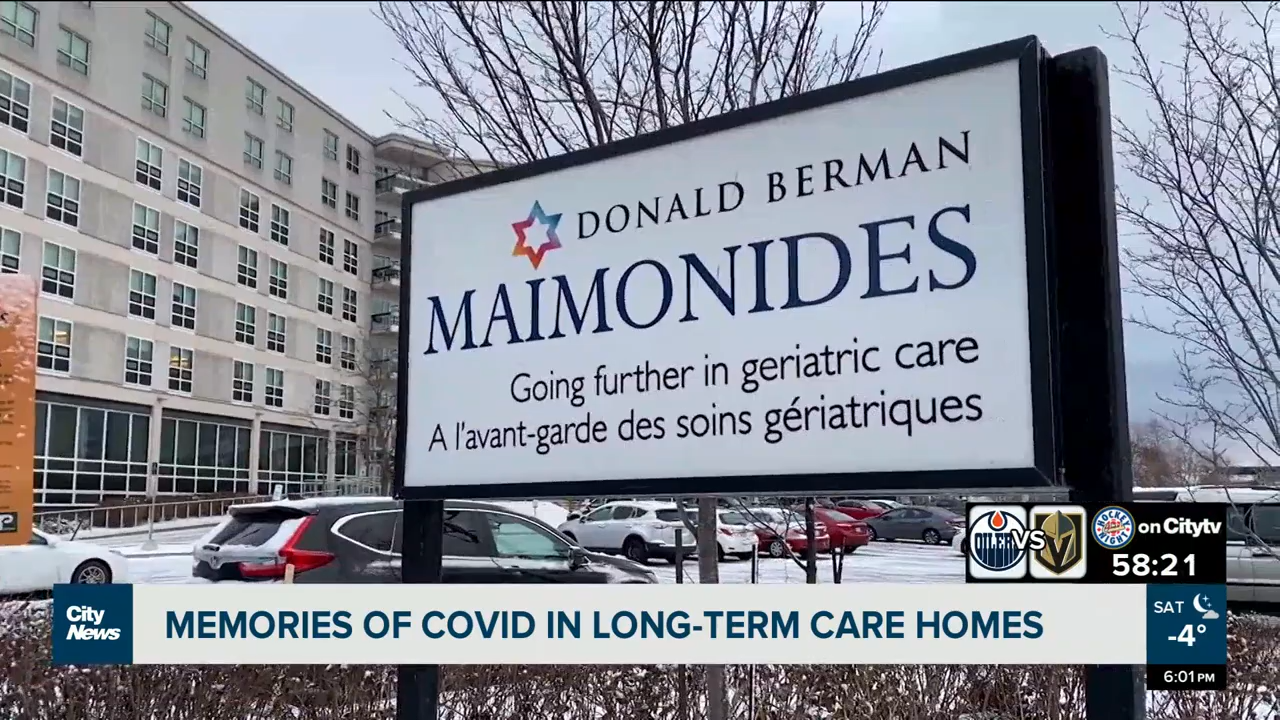 DONALD BERMAN
MAIMONIDES
Going further in geriatric care
A l'avant-garde des soins gériatriques
OILERS
VS
HOCKEY
NIGHT
on Citytv
58:21
City
News
MEMORIES OF COVID IN LONG-TERM CARE HOMES
SAT
-4°
6:01 PM